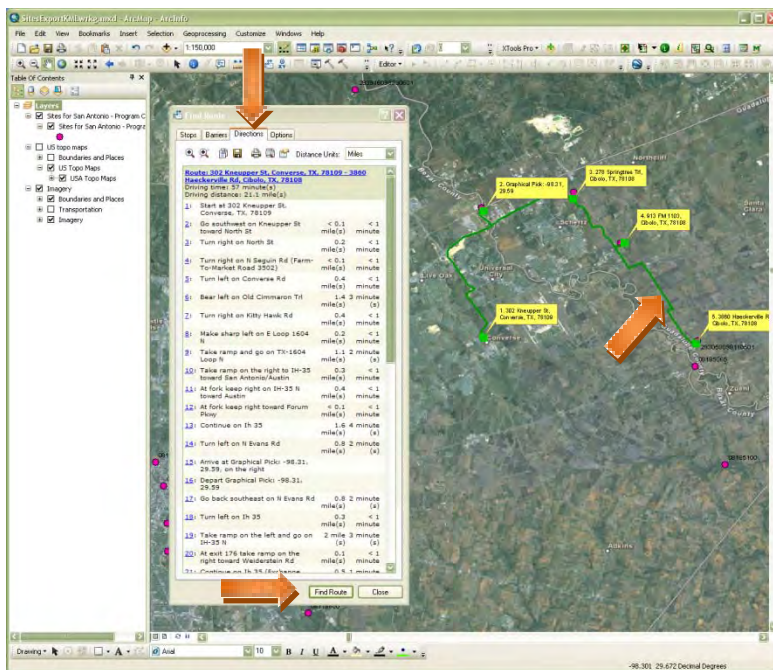 SitesExportKMLwrkg.mxd - ArcMap - ArcInfo
File Edit View Bookmarks Insert Selection Geoprocessing Customize Windows Help
1:150,000
XTools Pro
Editor
Table Of Contents
Layers
Sites for San Antonio - Program C
Sites for San Antonio - Progra
US topo maps
Boundaries and Places
US Topo Maps
USA Topo Maps
Imagery
Boundaries and Places
Transportation
Imagery
Find Route
Stops Barriers Directions Options
Distance Units: Miles
Route: 302 Kneupper St, Converse, TX, 78109 - 3860
Haeckerville Rd, Cibolo, TX, 78108
Driving time: 57 minute(s)
Driving distance: 21.1 mile(s)
1: Start at 302 Kneupper St,
Converse, TX, 78109
2: Go southwest on Kneupper St < 0.1 < 1
toward North St mile(s) minute
3: Turn right on North St 0.2 < 1
mile(s) minute
4: Turn right on N Seguin Rd (Farm- < 0.1 < 1
To-Market Road 3502) mile(s) minute
5: Turn left on Converse Rd 0.4 < 1
mile(s) minute
6: Bear left on Old Cimmaron Trl 1.4 3 minute
mile(s) (s)
7: Turn right on Kitty Hawk Rd 0.4 < 1
mile(s) minute
8: Make sharp left on E Loop 1604 0.2 < 1
N mile(s) minute
9: Take ramp and go on TX-1604 1.1 2 minute
Loop N mile(s) (s)
10: Take ramp on the right to IH-35 0.3 < 1
toward San Antonio/Austin mile(s) minute
11: At fork keep right on IH-35 N 0.4 < 1
toward Austin mile(s) minute
12: At fork keep right toward Forum < 0.1 < 1
Pkwy mile(s) minute
13: Continue on Ih 35 1.6 4 minute
mile(s) (s)
14: Turn left on N Evans Rd 0.8 2 minute
mile(s) (s)
15: Arrive at Graphical Pick: -98.31,
29.59, on the right
16: Depart Graphical Pick: -98.31,
29.59
17: Go back southeast on N Evans Rd 0.8 2 minute
mile(s) (s)
18: Turn left on Ih 35 0.3 < 1
mile(s) minute
19: Take ramp on the left and go on 2 mile 3 minute
IH-35 N (s) (s)
20: At exit 176 take ramp on the 0.1 < 1
right toward Weiderstein Rd mile(s) minute
21: Continue on Ih 35 (Exchange 0.5 1 minute
Find Route Close
Guadalupe
Northcliff
Santa
Clara
Bexar County
2. Graphical Pick: -98.31,
29.59
3. 279 Springtree Trl,
Cibolo, TX, 78108
4. 913 FM 1103,
Cibolo, TX, 78108
Schertz
Live Oak
Universal
City
1. 302 Kneupper St,
Converse, TX, 78109
Converse
5. 3860 Haeckerville R
Cibolo, TX, 78108
08185000
Zuehl
Bexar County
08185100
Adkins
Drawing
Arial 10 B I U A
-98.301 29.672 Decimal Degrees